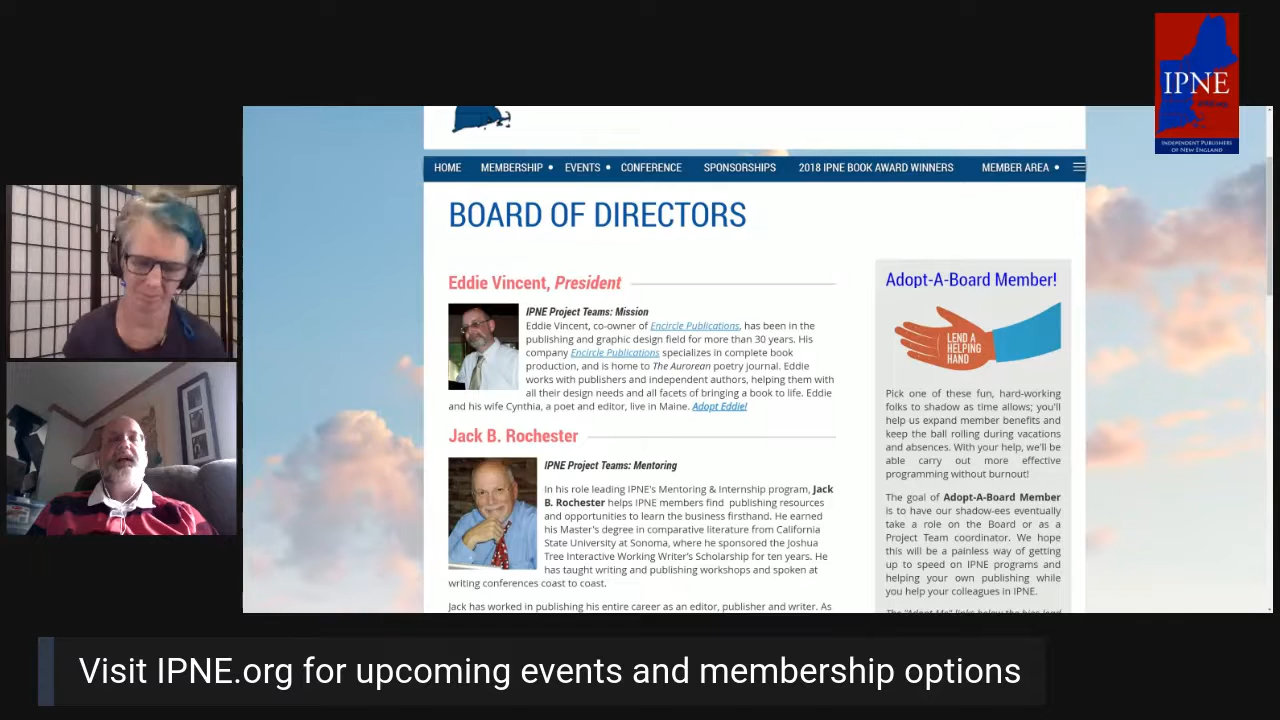 IPNE
INDEPENDENT PUBLISHERS
OF NEW ENGLAND
HOME MEMBERSHIP • EVENTS • CONFERENCE SPONSORSHIPS 2018 IPNE BOOK AWARD WINNERS MEMBER AREA •
BOARD OF DIRECTORS
Eddie Vincent, President
IPNE Project Teams: Mission
Eddie Vincent, co-owner of Encircle Publications, has been in the
publishing and graphic design field for more than 30 years. His
company Encircle Publications specializes in complete book
production, and is home to The Aurorean poetry journal. Eddie
works with publishers and independent authors, helping them with
all their design needs and all facets of bringing a book to life. Eddie
and his wife Cynthia, a poet and editor, live in Maine. Adopt Eddie!
Jack B. Rochester
IPNE Project Teams: Mentoring
In his role leading IPNE's Mentoring & Internship program, Jack
B. Rochester helps IPNE members find publishing resources
and opportunities to learn the business firsthand. He earned
his Master's degree in comparative literature from California
State University at Sonoma, where he sponsored the Joshua
Tree Interactive Working Writer's Scholarship for ten years. He
has taught writing and publishing workshops and spoken at
writing conferences coast to coast.
Jack has worked in publishing his entire career as an editor, publisher and writer. As
Adopt-A-Board Member!
LEND A
HELPING
HAND
Pick one of these fun, hard-working
folks to shadow as time allows; you'll
help us expand member benefits and
keep the ball rolling during vacations
and absences. With your help, we'll be
able carry out more effective
programming without burnout!
The goal of Adopt-A-Board Member
is to have our shadow-ees eventually
take a role on the Board or as a
Project Team coordinator. We hope
this will be a painless way of getting
up to speed on IPNE programs and
helping your own publishing while
you help your colleagues in IPNE.
The "Adopt Me" links below the bios lead
Visit IPNE.org for upcoming events and membership options